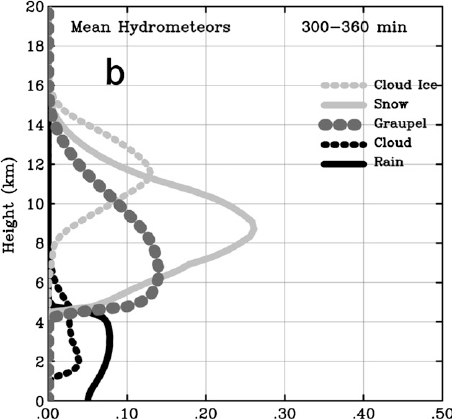 20
Mean Hydrometeors 300-360 min
18
b
16
Cloud Ice
Snow
14
Graupel
Cloud
12
Rain
10
Height (km)
8
6
4
2
0
.00 .10 .20 .30 .40 .50